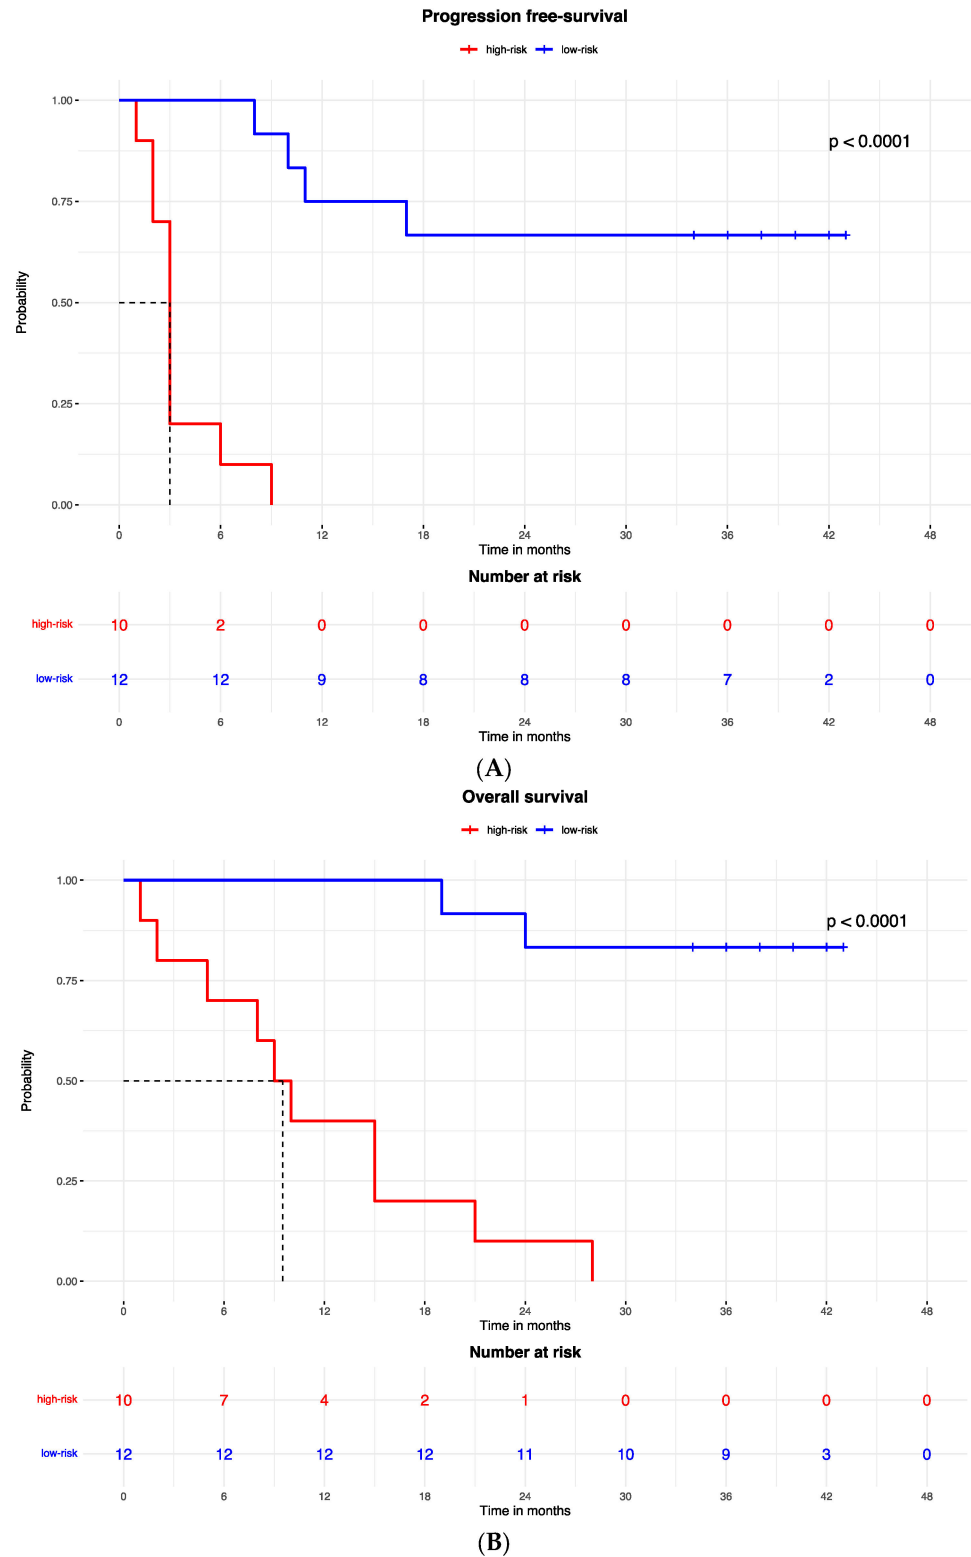 Progression free-survival
high-risk low-risk
1.00
p < 0.0001
0.75
0.50
0.25
0.00
Probability
0 6 12 18 24 30 36 42 48
Time in months
Number at risk
high-risk 10 2 0 0 0 0 0 0 0
low-risk 12 12 9 8 8 8 7 2 0
0 6 12 18 24 30 36 42 48
Time in months
(A)
Overall survival
high-risk low-risk
1.00
p < 0.0001
0.75
0.50
0.25
0.00
Probability
0 6 12 18 24 30 36 42 48
Time in months
Number at risk
high-risk 10 7 4 2 1 0 0 0 0
low-risk 12 12 12 12 11 10 9 3 0
0 6 12 18 24 30 36 42 48
Time in months
(B)